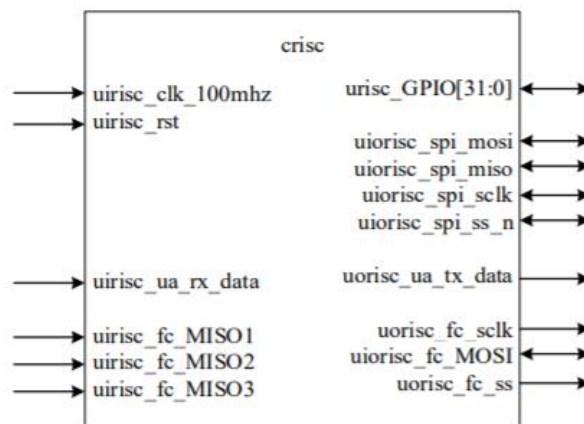 crisc
uirisc_clk_100mhz
uirisc_rst
uirisc_ua_rx_data
uirisc_fc_MISO1
uirisc_fc_MISO2
uirisc_fc_MISO3
urisc_GPIO[31:0]
uiorisc_spi_mosi
uiorisc_spi_miso
uiorisc_spi_sclk
uiorisc_spi_ss_n
uorisc_ua_tx_data
uorisc_fc_sclk
uiorisc_fc_MOSI
uorisc_fc_ss